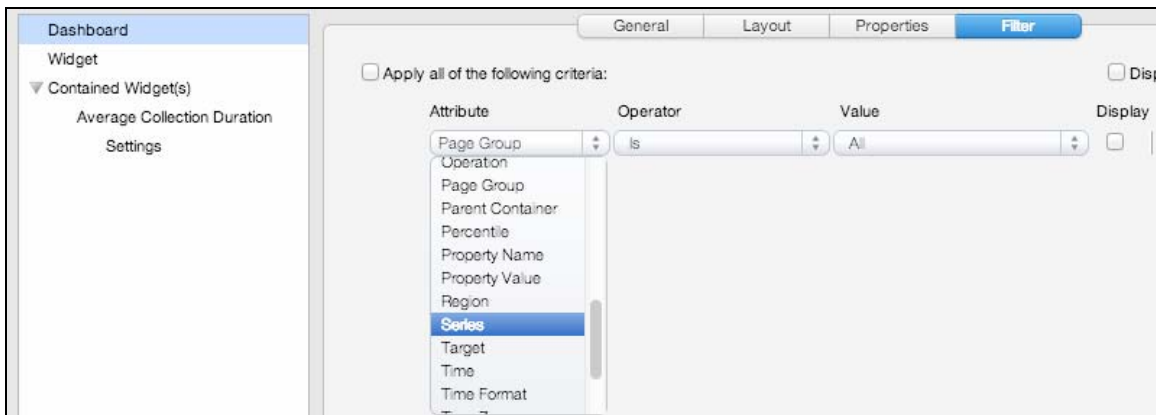 Dashboard
Widget
Contained Widget(s)
Average Collection Duration
Settings
General Layout Properties Filter
Apply all of the following criteria:
Attribute Operator Value Display
Page Group Is All
Operation
Page Group
Parent Container
Percentile
Property Name
Property Value
Region
Series
Target
Time
Time Format